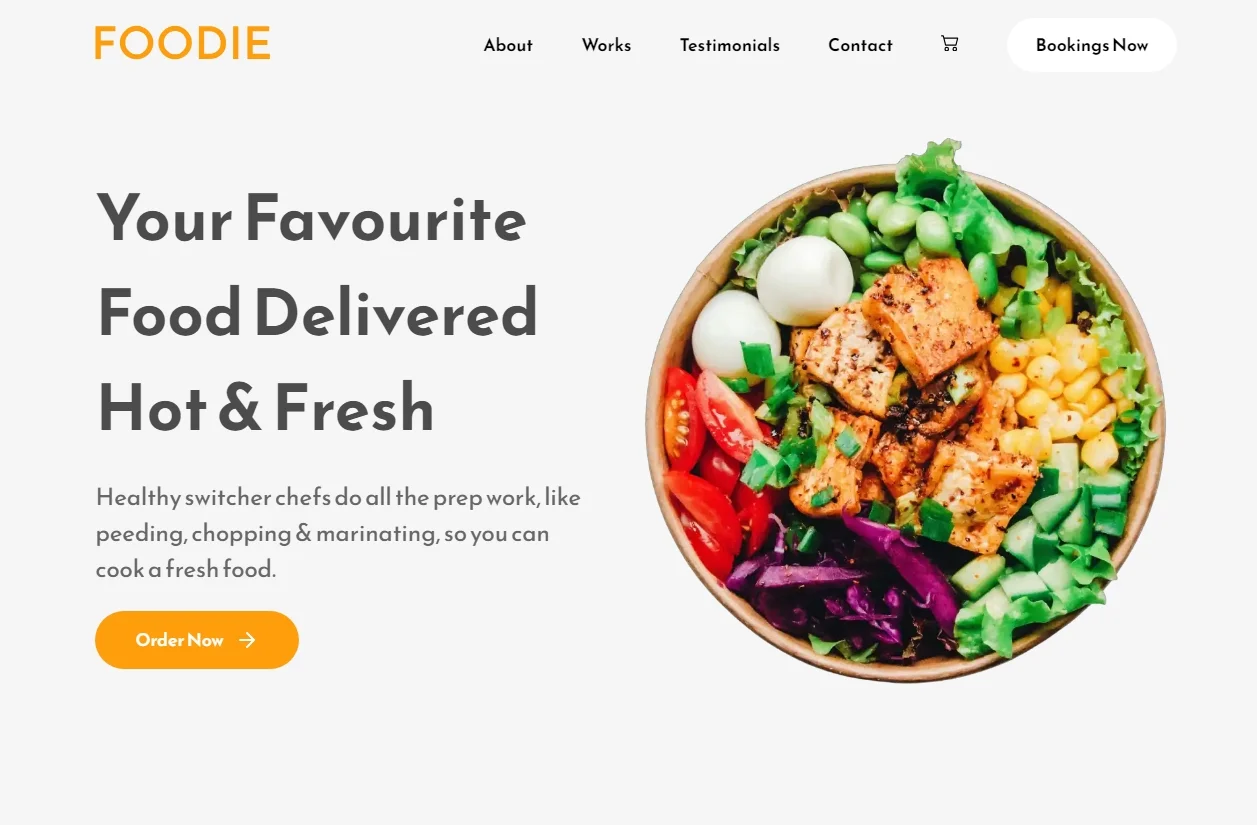 FOODIE
About
Works
Testimonials
Contact
Bookings Now
Your Favourite
Food Delivered
Hot & Fresh
Healthy switcher chefs do all the prep work, like
peeding, chopping & marinating, so you can
cook a fresh food.
Order Now